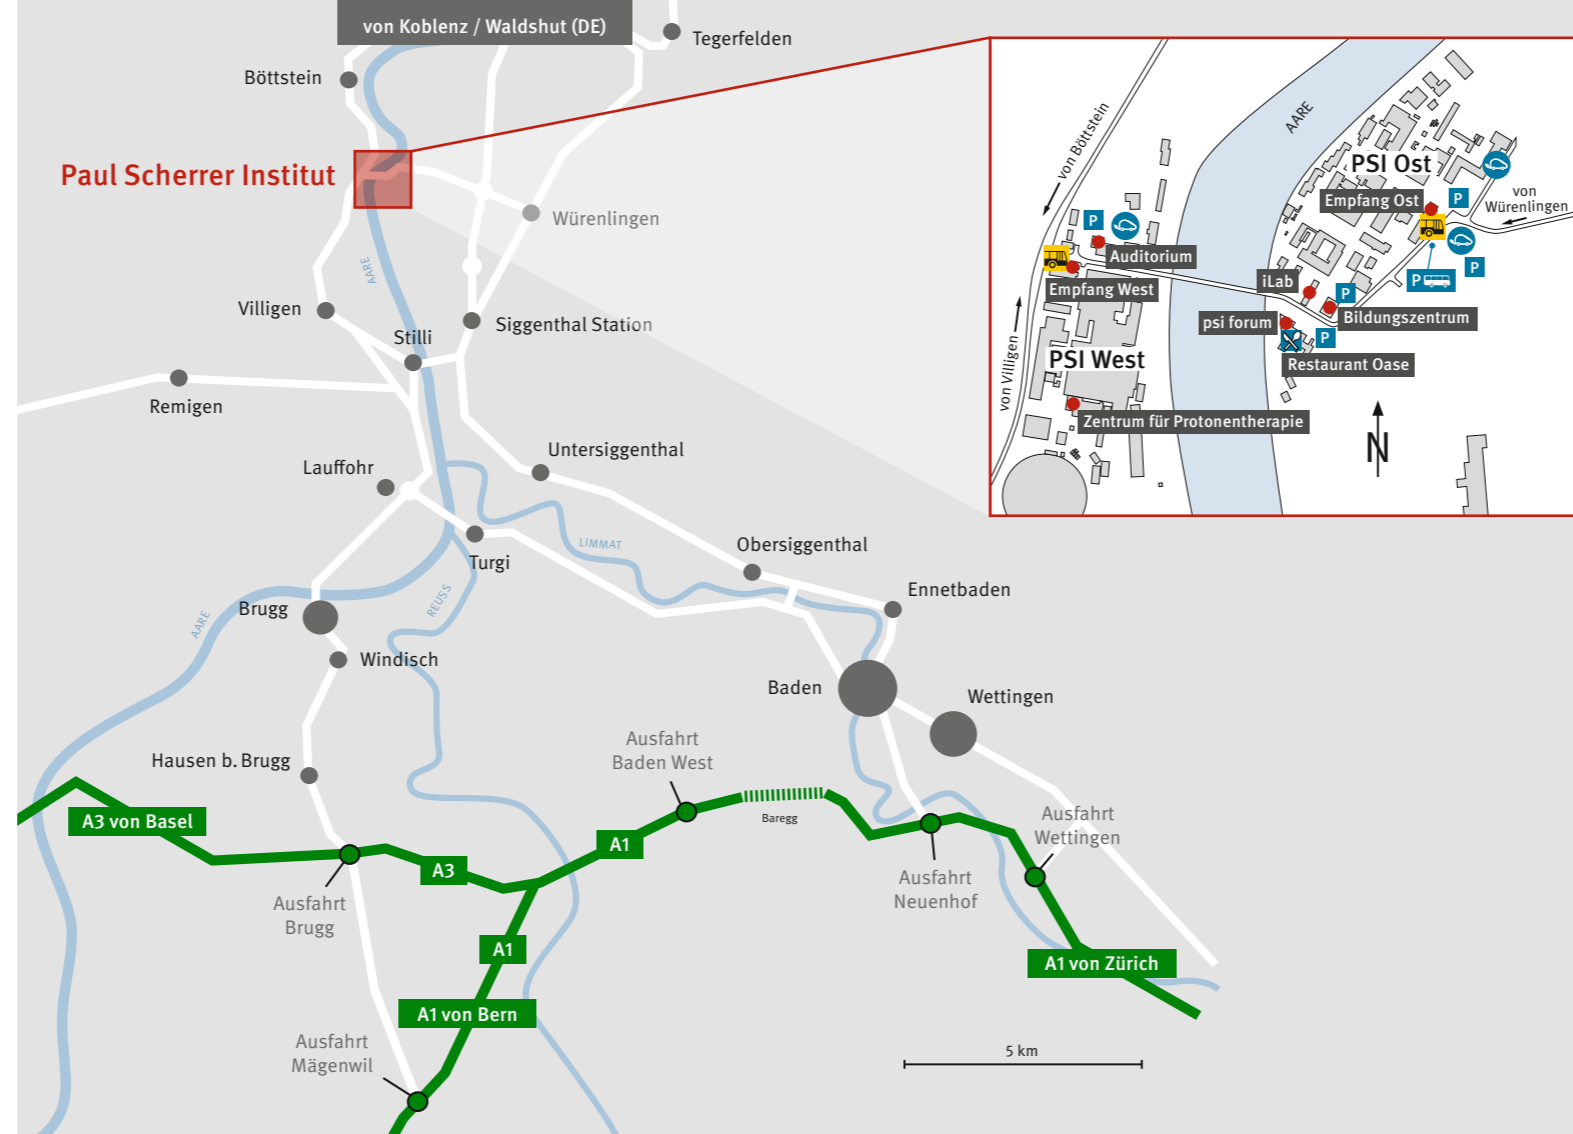 von Koblenz / Waldshut (DE)
Tegerfelden
Böttstein
Paul Scherrer Institut
Würenlingen
AARE
Villigen
Siggenthal Station
Stilli
Remigen
Lauffohr
Untersiggenthal
LIMMAT
Turgi
Obersiggenthal
Ennetbaden
REUSS
AARE
Brugg
Windisch
Baden
Wettingen
Hausen b. Brugg
Ausfahrt
Baden West
A3 von Basel
Baregg
A1
A3
Ausfahrt
Wettingen
Ausfahrt
Neuenhof
Ausfahrt
Brugg
A1
A1 von Zürich
A1 von Bern
Ausfahrt
Mägenwil
5 km
von Böttstein
AARE
PSI Ost
Empfang Ost
P
von
Würenlingen
P
Auditorium
Empfang West
iLab
P
P
P
Bildungszentrum
psi forum
P
Restaurant Oase
von Villigen
PSI West
Zentrum für Protonentherapie
N